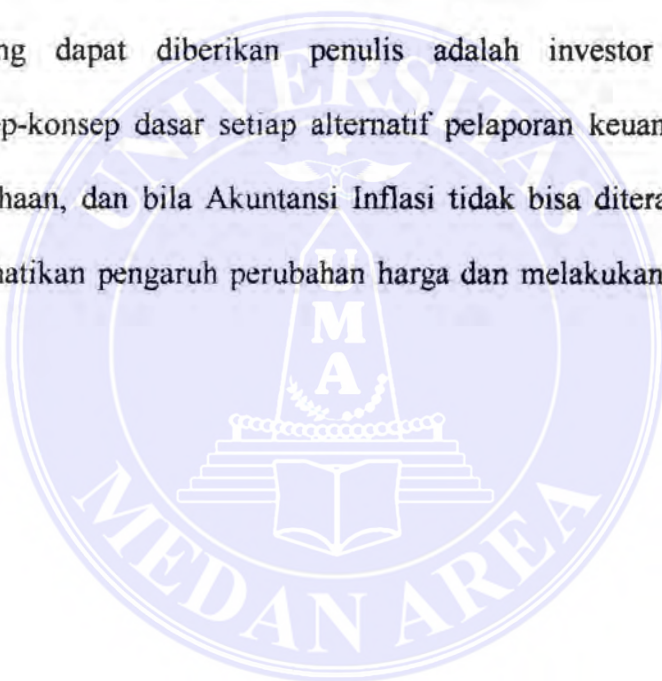 ng dapat diberikan penulis adalah investor
p-konsep dasar setiap alternatif pelaporan keuan
haan, dan bila Akuntansi Inflasi tidak bisa ditera
natikan pengaruh perubahan harga dan melakukan
UNIVERSITAS
UMA
MEDAN AREA